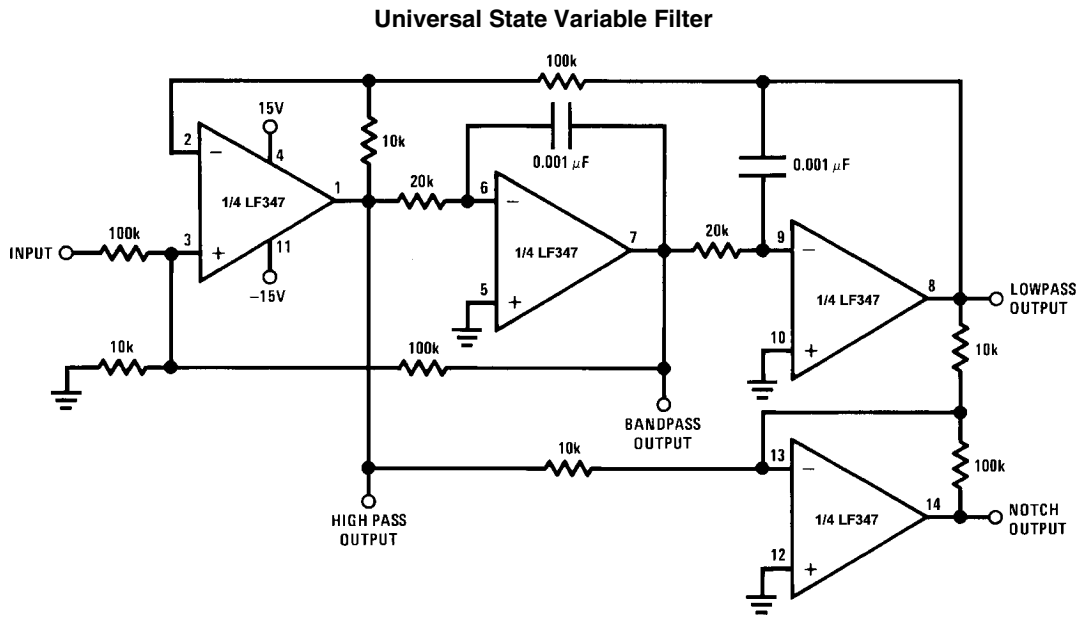 Universal State Variable Filter
100k
15V
2
−
4
10k
0.001 μF
0.001 μF
1/4 LF347
1
20k
6
−
INPUT
100k
3
+
11
−15V
1/4 LF347
7
20k
9
−
5
+
1/4 LF347
8
LOWPASS
OUTPUT
10k
100k
10
+
10k
BANDPASS
OUTPUT
10k
13
−
100k
HIGH PASS
OUTPUT
1/4 LF347
14
NOTCH
OUTPUT
12
+